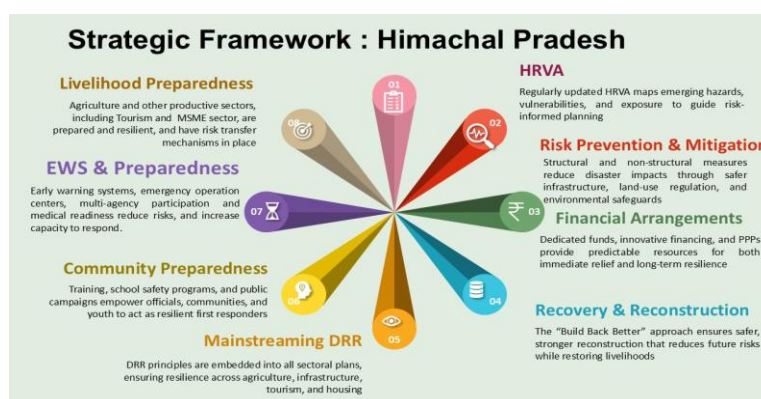 Strategic Framework : Himachal Pradesh
01
HRVA
Regularly updated HRVA maps emerging hazards,
vulnerabilities, and exposure to guide risk-
informed planning
02
Risk Prevention & Mitigation
Structural and non-structural measures
reduce disaster impacts through safer
infrastructure, land-use regulation, and
environmental safeguards
03
Financial Arrangements
Dedicated funds, innovative financing, and PPPs
provide predictable resources for both
immediate relief and long-term resilience
04
Recovery & Reconstruction
The “Build Back Better” approach ensures safer,
stronger reconstruction that reduces future risks
while restoring livelihoods
05
Mainstreaming DRR
DRR principles are embedded into all sectoral plans,
ensuring resilience across agriculture, infrastructure,
tourism, and housing
06
Community Preparedness
Training, school safety programs, and public
campaigns empower officials, communities, and
youth to act as resilient first responders
07
EWS & Preparedness
Early warning systems, emergency operation
centers, multi-agency participation and
medical readiness reduce risks, and increase
capacity to respond.
08
Livelihood Preparedness
Agriculture and other productive sectors,
including Tourism and MSME sector, are
prepared and resilient, and have risk transfer
mechanisms in place